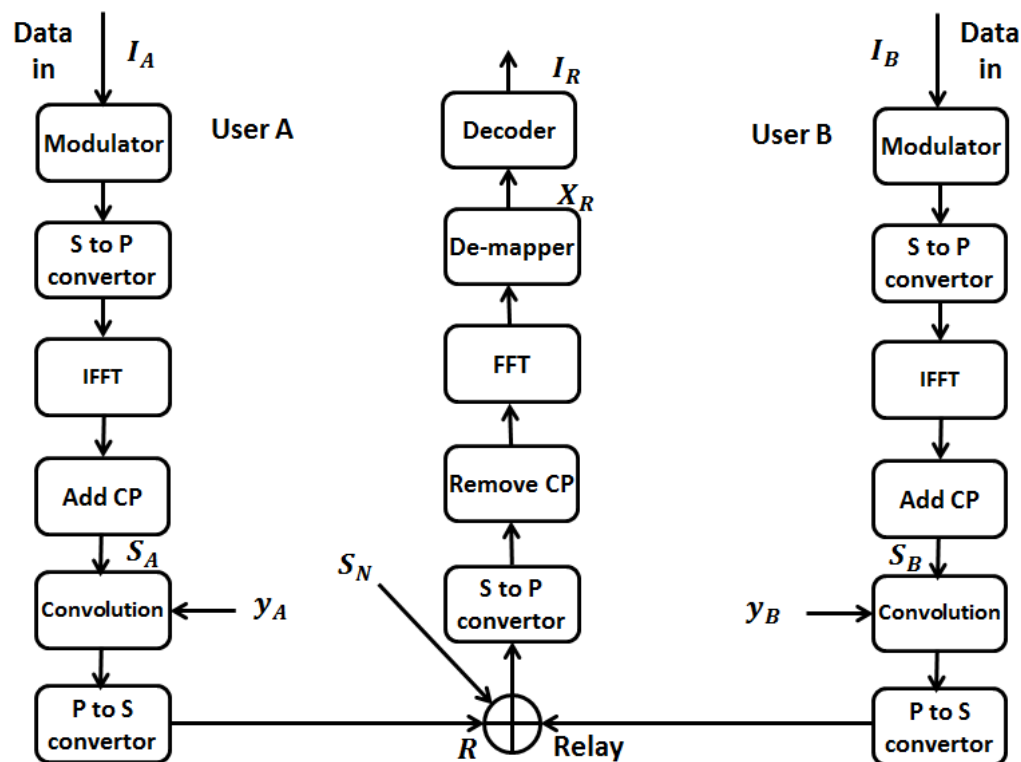 Data
in
I_A
Modulator
User A
S to P
convertor
IFFT
Add CP
S_A
Convolution
y_A
P to S
convertor
I_R
Decoder
X_R
De-mapper
FFT
Remove CP
S_N
S to P
convertor
R
Relay
I_B
Data
in
User B
Modulator
S to P
convertor
IFFT
Add CP
S_B
y_B
Convolution
P to S
convertor